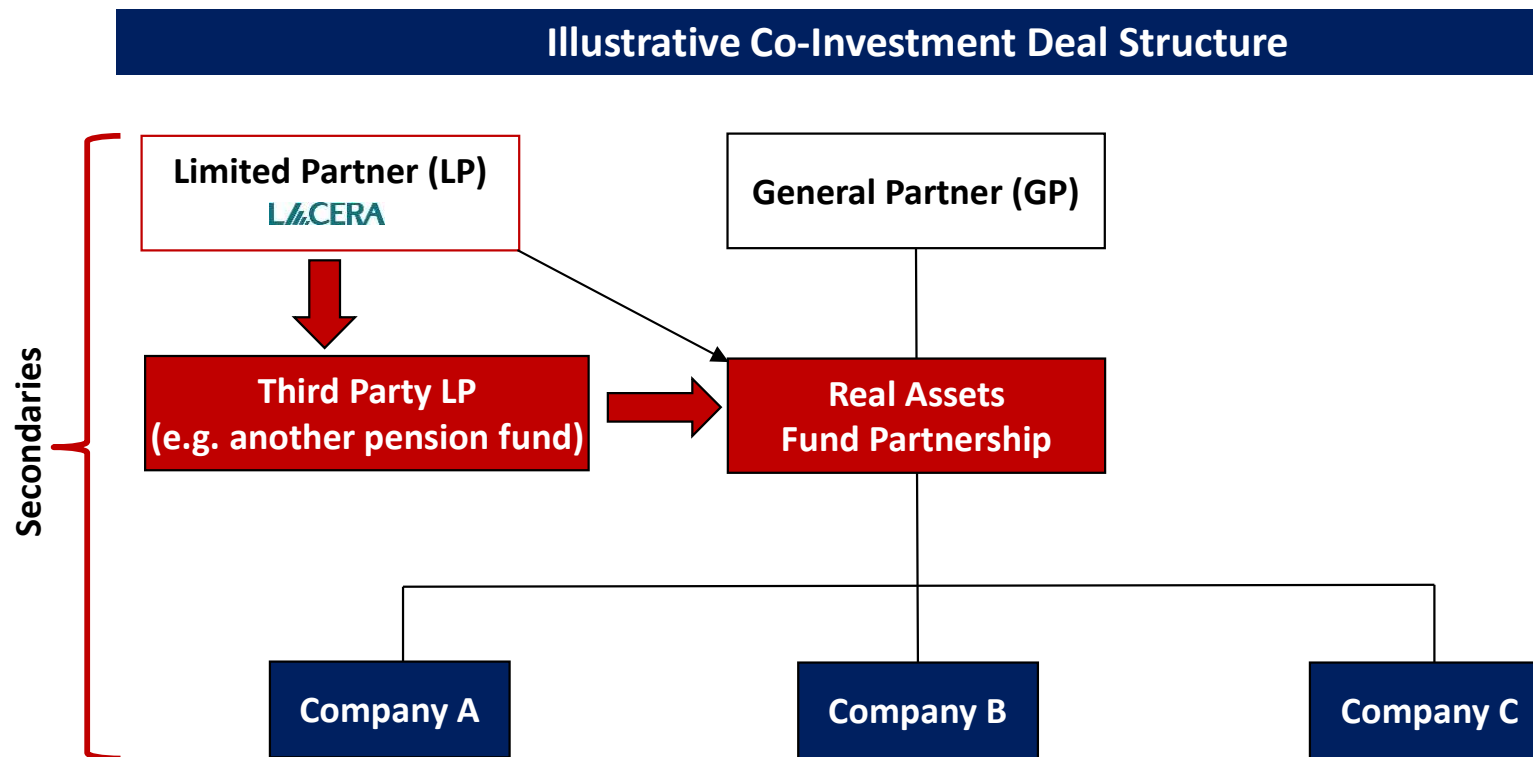 Illustrative Co-Investment Deal Structure
Limited Partner (LP)
LACERA
General Partner (GP)
Secondaries
Third Party LP
(e.g. another pension fund)
Real Assets
Fund Partnership
Company A
Company B
Company C